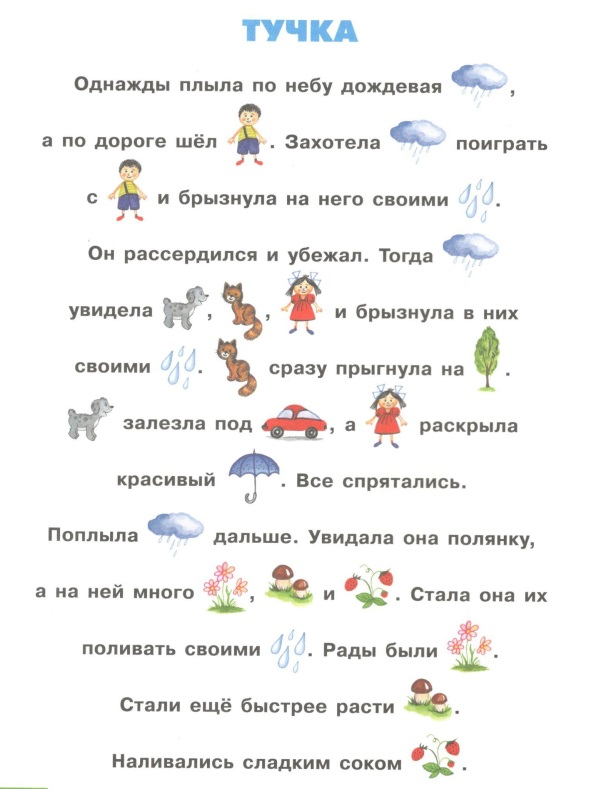 ТУЧКА
Однажды плыла по небу дождевая ,
а по дороге шёл . Захотела поиграть
с и брызнула на него своими .
Он рассердился и убежал. Тогда
увидела , , и брызнула в них
своими . сразу прыгнула на .
залезла под , а раскрыла
красивый . Все спрятались.
Поплыла дальше. Увидала она полянку,
а на ней много , и . Стала она их
поливать своими . Рады были .
Стали ещё быстрее расти .
Наливались сладким соком .